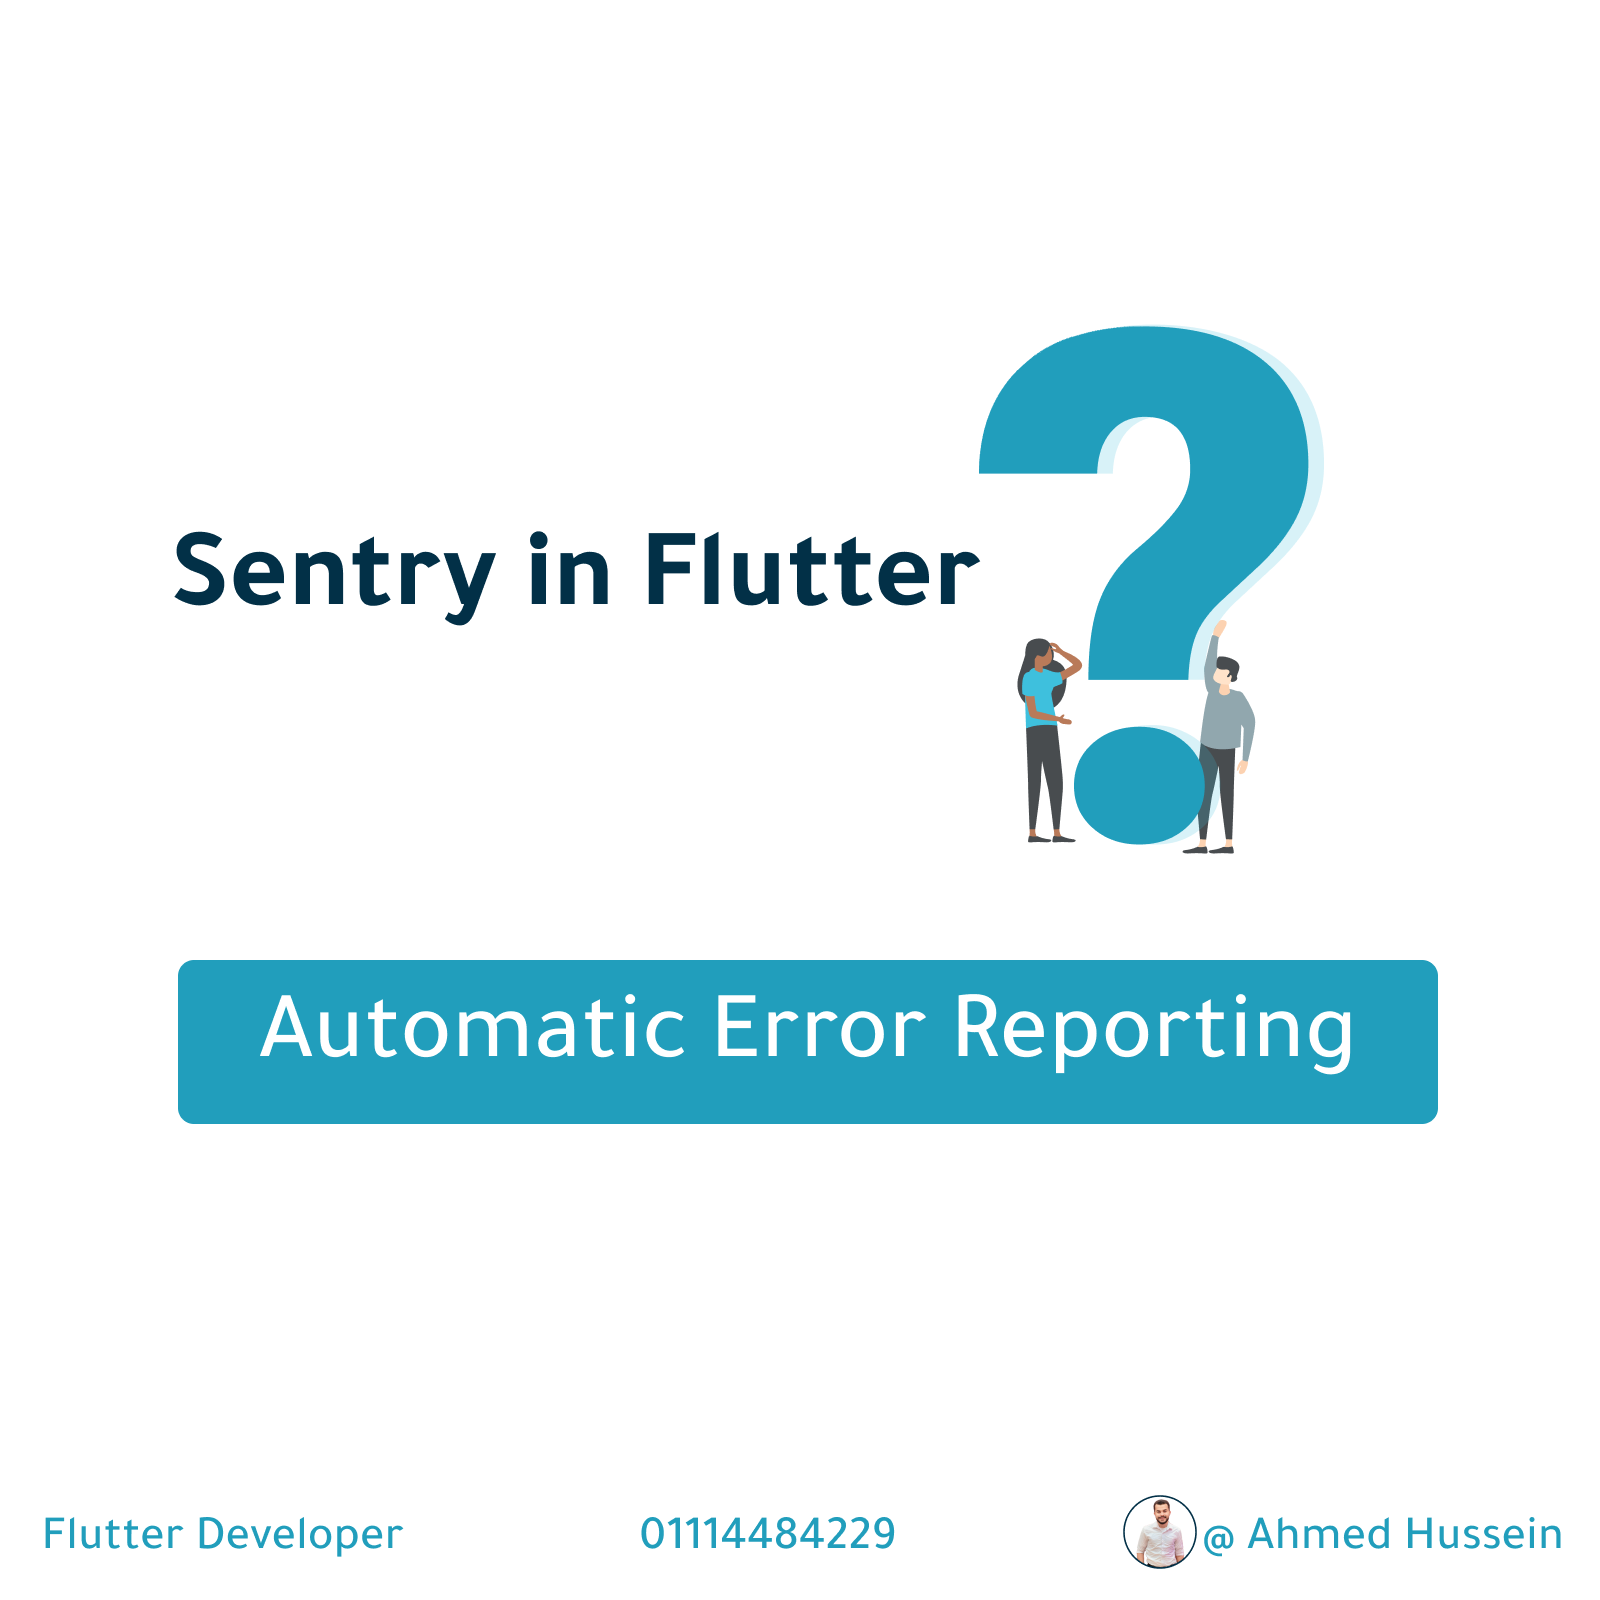 Sentry in Flutter
?
Automatic Error Reporting
Flutter Developer
01114484229
@ Ahmed Hussein